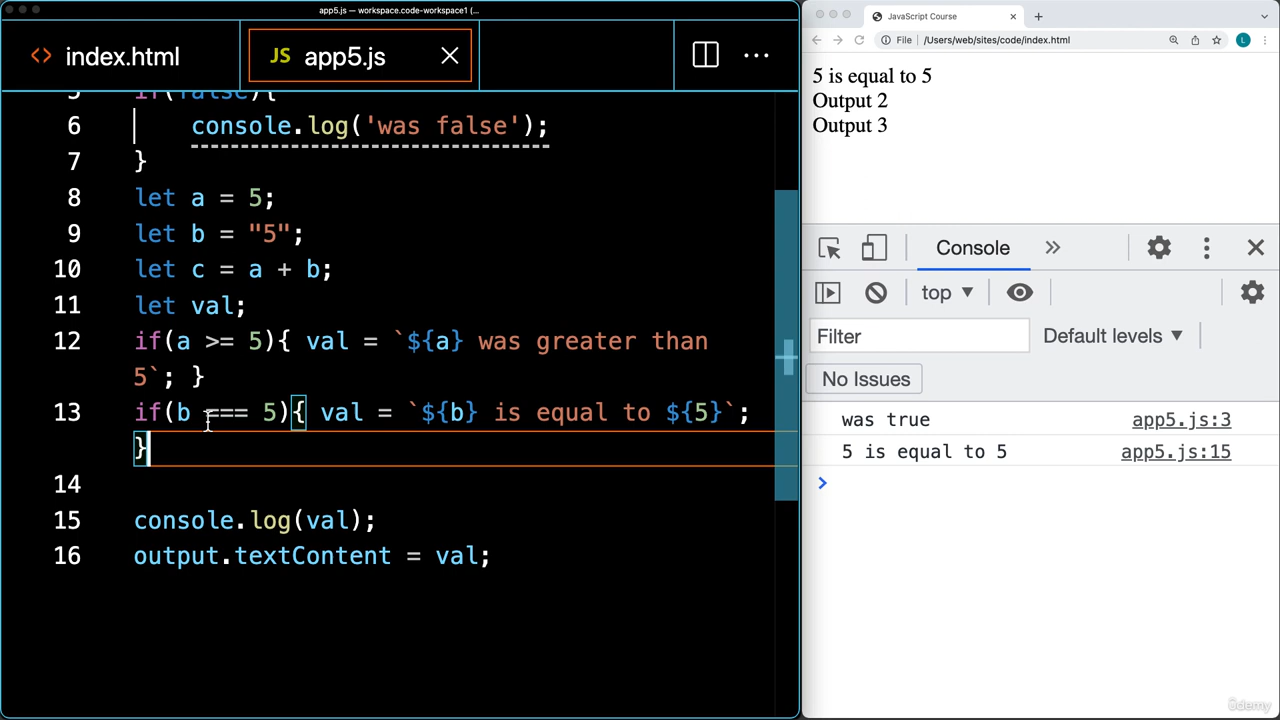 app5.js — workspace.code-workspace1 (...
index.html
JS app5.js
5 if(false){
6 console.log('was false');
7 }
8 let a = 5;
9 let b = "5";
10 let c = a + b;
11 let val;
12 if(a >= 5){ val = `${a} was greater than
5`; }
13 if(b === 5){ val = `${b} is equal to ${5}`;
}
14
15 console.log(val);
16 output.textContent = val;
JavaScript Course
File /Users/web/sites/code/index.html
L
5 is equal to 5
Output 2
Output 3
Console
top
Filter
Default levels
No Issues
was true app5.js:3
5 is equal to 5 app5.js:15
ûdemy